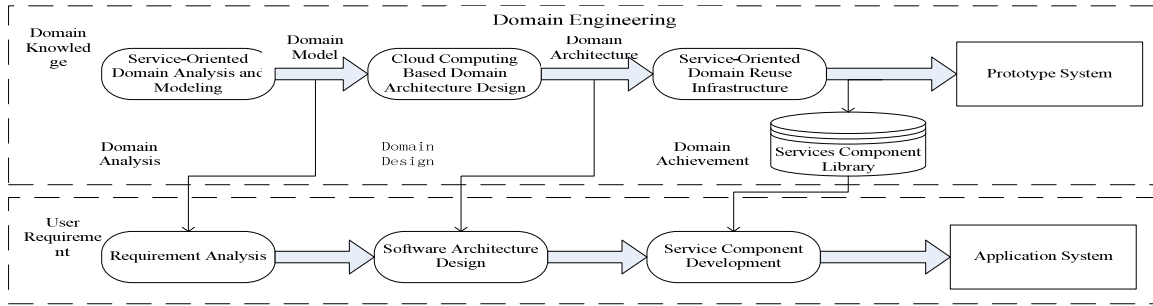 Domain Engineering
Domain
Knowled
ge
Service-Oriented
Domain Analysis and
Modeling
Domain
Model
Cloud Computing
Based Domain
Architecture Design
Domain
Architecture
Service-Oriented
Domain Reuse
Infrastructure
Prototype System
Services Component
Library
Domain
Analysis
Domain
Design
Domain
Achievement
User
Requireme
nt
Requirement Analysis
Software Architecture
Design
Service Component
Development
Application System